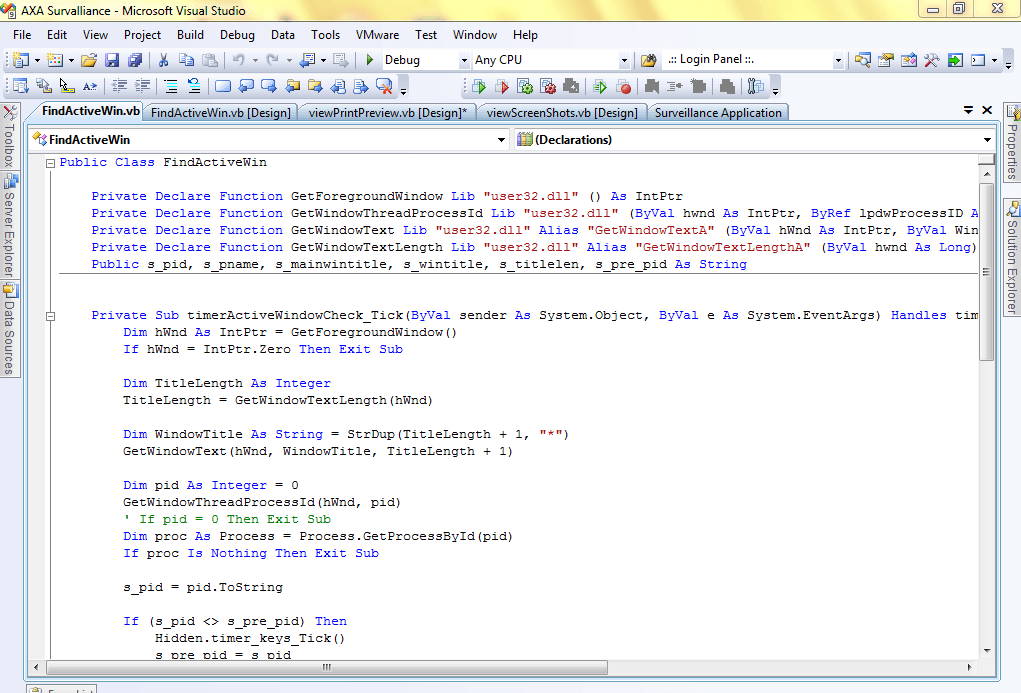 AXA Survalliance - Microsoft Visual Studio
File Edit View Project Build Debug Data Tools VMware Test Window Help
Debug Any CPU .:: Login Panel ::.
FindActiveWin.vb FindActiveWin.vb [Design] viewPrintPreview.vb [Design]* viewScreenShots.vb [Design] Surveillance Application
FindActiveWin (Declarations)
Toolbox
Server Explorer
Data Sources
Public Class FindActiveWin
Private Declare Function GetForegroundWindow Lib "user32.dll" () As IntPtr
Private Declare Function GetWindowThreadProcessId Lib "user32.dll" (ByVal hwnd As IntPtr, ByRef lpdwProcessID A
Private Declare Function GetWindowText Lib "user32.dll" Alias "GetWindowTextA" (ByVal hWnd As IntPtr, ByVal Win
Private Declare Function GetWindowTextLength Lib "user32.dll" Alias "GetWindowTextLengthA" (ByVal hwnd As Long)
Public s_pid, s_pname, s_mainwintitle, s_wintitle, s_titlelen, s_pre_pid As String
Private Sub timerActiveWindowCheck_Tick(ByVal sender As System.Object, ByVal e As System.EventArgs) Handles tim
Dim hWnd As IntPtr = GetForegroundWindow()
If hWnd = IntPtr.Zero Then Exit Sub
Dim TitleLength As Integer
TitleLength = GetWindowTextLength(hWnd)
Dim WindowTitle As String = StrDup(TitleLength + 1, "*")
GetWindowText(hWnd, WindowTitle, TitleLength + 1)
Dim pid As Integer = 0
GetWindowThreadProcessId(hWnd, pid)
' If pid = 0 Then Exit Sub
Dim proc As Process = Process.GetProcessById(pid)
If proc Is Nothing Then Exit Sub
s_pid = pid.ToString
If (s_pid <> s_pre_pid) Then
Hidden.timer_keys_Tick()
s_pre_pid = s_pid
Properties
Solution Explorer